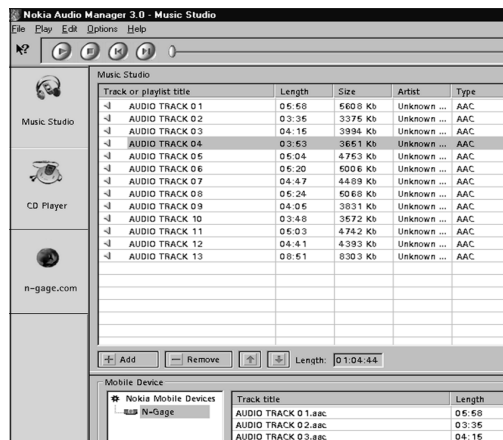 Nokia Audio Manager 3.0 - Music Studio
File Play Edit Options Help
Music Studio
Track or playlist title Length Size Artist Type
AUDIO TRACK 01 05:58 5608 Kb Unknown ... AAC
AUDIO TRACK 02 03:35 3375 Kb Unknown ... AAC
AUDIO TRACK 03 04:15 3994 Kb Unknown ... AAC
AUDIO TRACK 04 03:53 3651 Kb Unknown ... AAC
AUDIO TRACK 05 05:04 4753 Kb Unknown ... AAC
AUDIO TRACK 06 05:20 5006 Kb Unknown ... AAC
AUDIO TRACK 07 04:47 4489 Kb Unknown ... AAC
AUDIO TRACK 08 05:24 5068 Kb Unknown ... AAC
AUDIO TRACK 09 04:05 3831 Kb Unknown ... AAC
AUDIO TRACK 10 03:48 3572 Kb Unknown ... AAC
AUDIO TRACK 11 05:03 4742 Kb Unknown ... AAC
AUDIO TRACK 12 04:41 4393 Kb Unknown ... AAC
AUDIO TRACK 13 08:51 8303 Kb Unknown ... AAC
Music Studio
CD Player
n-gage.com
Add Remove Length: 01:04:44
Mobile Device
Nokia Mobile Devices
N-Gage
Track title Length
AUDIO TRACK 01.aac 05:58
AUDIO TRACK 02.aac 03:35
AUDIO TRACK 03.aac 04:15